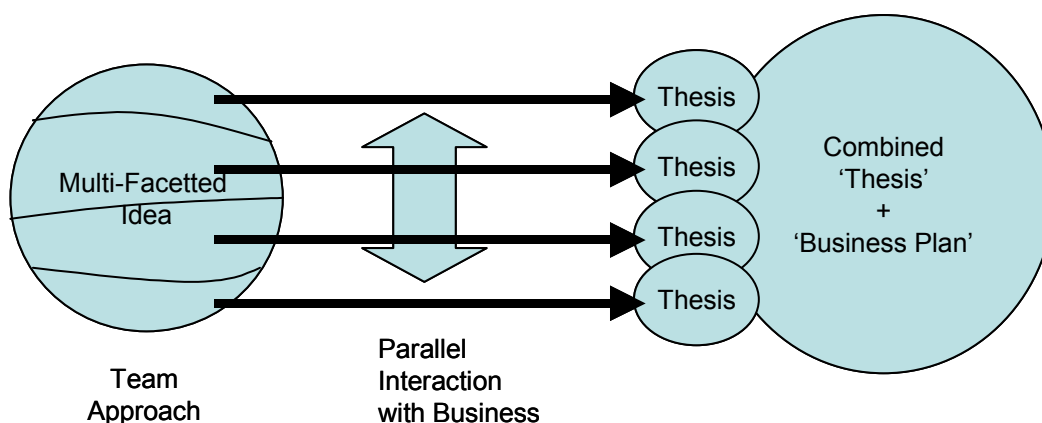 Multi-Facetted
Idea
Thesis
Thesis
Thesis
Thesis
Combined
‘Thesis’
+
‘Business Plan’
Team
Approach
Parallel
Interaction
with Business